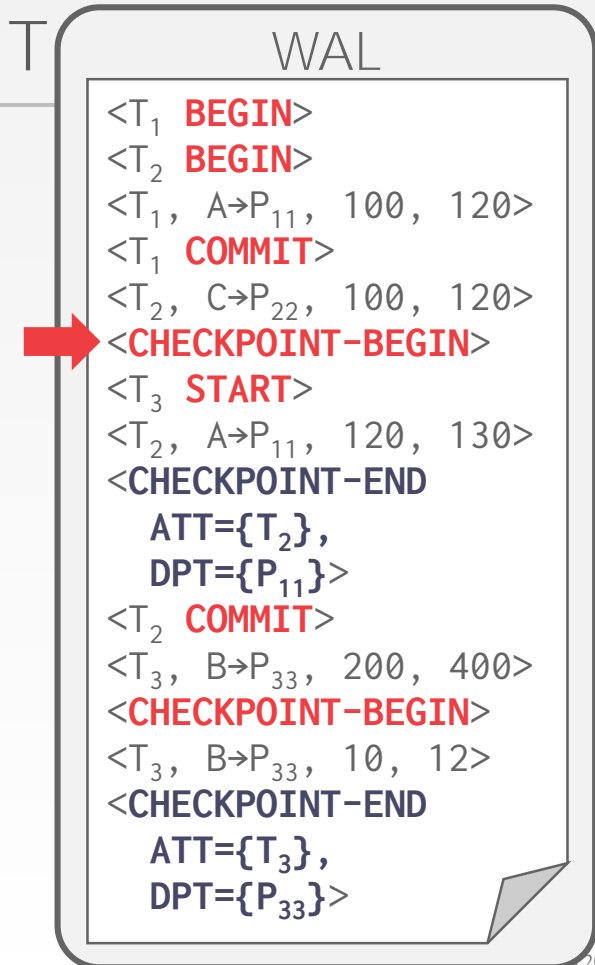 T
WAL
<T₁ BEGIN>
<T₂ BEGIN>
<T₁, A→P₁₁, 100, 120>
<T₁ COMMIT>
<T₂, C→P₂₂, 100, 120>
<CHECKPOINT-BEGIN>
<T₃ START>
<T₂, A→P₁₁, 120, 130>
<CHECKPOINT-END
ATT={T₂},
DPT={P₁₁}>
<T₂ COMMIT>
<T₃, B→P₃₃, 200, 400>
<CHECKPOINT-BEGIN>
<T₃, B→P₃₃, 10, 12>
<CHECKPOINT-END
ATT={T₃},
DPT={P₃₃}>